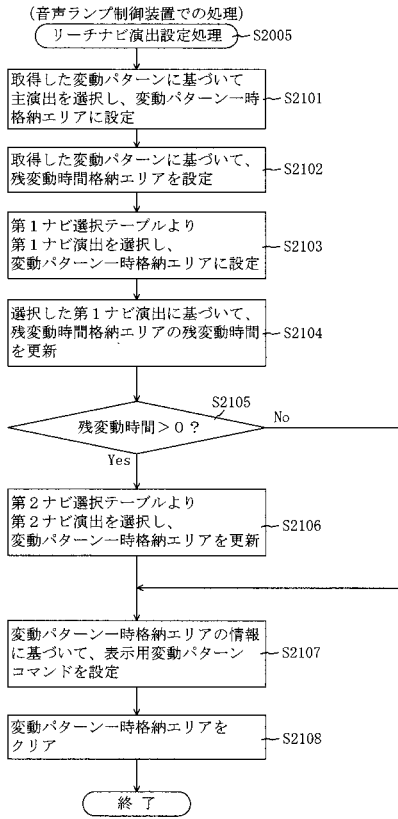 (音声ランプ制御装置での処理)
リーチナビ演出設定処理
S2005
取得した変動パターンに基づいて
主演出を選択し、変動パターン一時
格納エリアに設定
S2101
取得した変動パターンに基づいて、
残変動時間格納エリアを設定
S2102
第1ナビ選択テーブルより
第1ナビ演出を選択し、
変動パターン一時格納エリアに設定
S2103
選択した第1ナビ演出に基づいて、
残変動時間格納エリアの残変動時間
を更新
S2104
S2105
残変動時間>0?
No
Yes
第2ナビ選択テーブルより
第2ナビ演出を選択し、
変動パターン一時格納エリアを更新
S2106
変動パターン一時格納エリアの情報
に基づいて、表示用変動パターン
コマンドを設定
S2107
変動パターン一時格納エリアを
クリア
S2108
終了